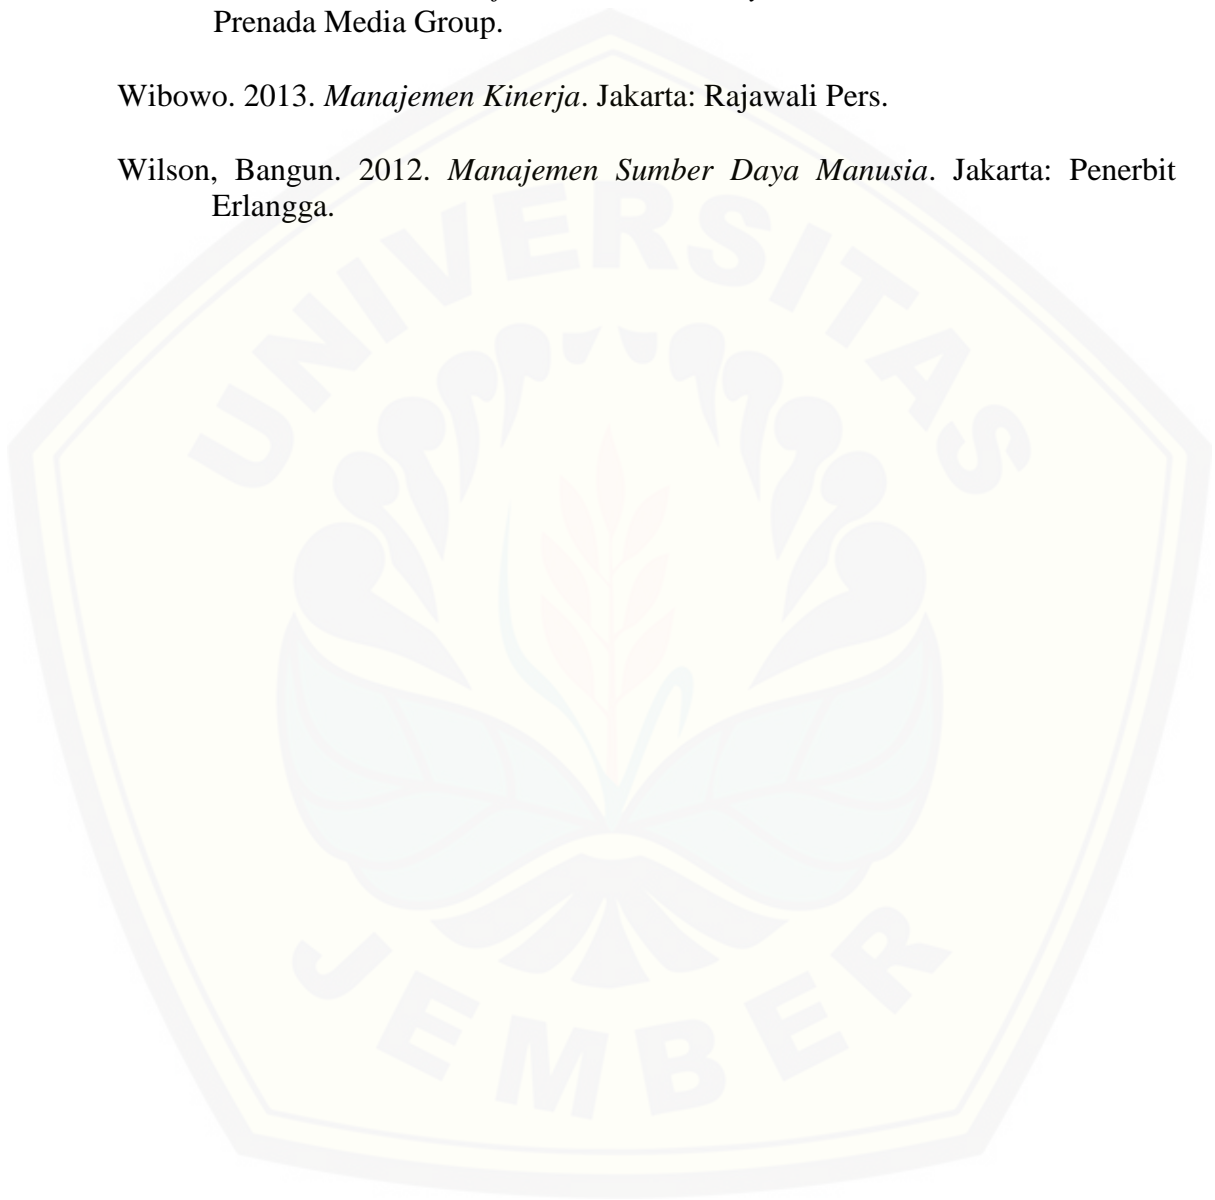 Prenada Media Group.
Wibowo. 2013. Manajemen Kinerja. Jakarta: Rajawali Pers.
Wilson, Bangun. 2012. Manajemen Sumber Daya Manusia. Jakarta: Penerbit
Erlangga.
UNIVERSITAS
JEMBER